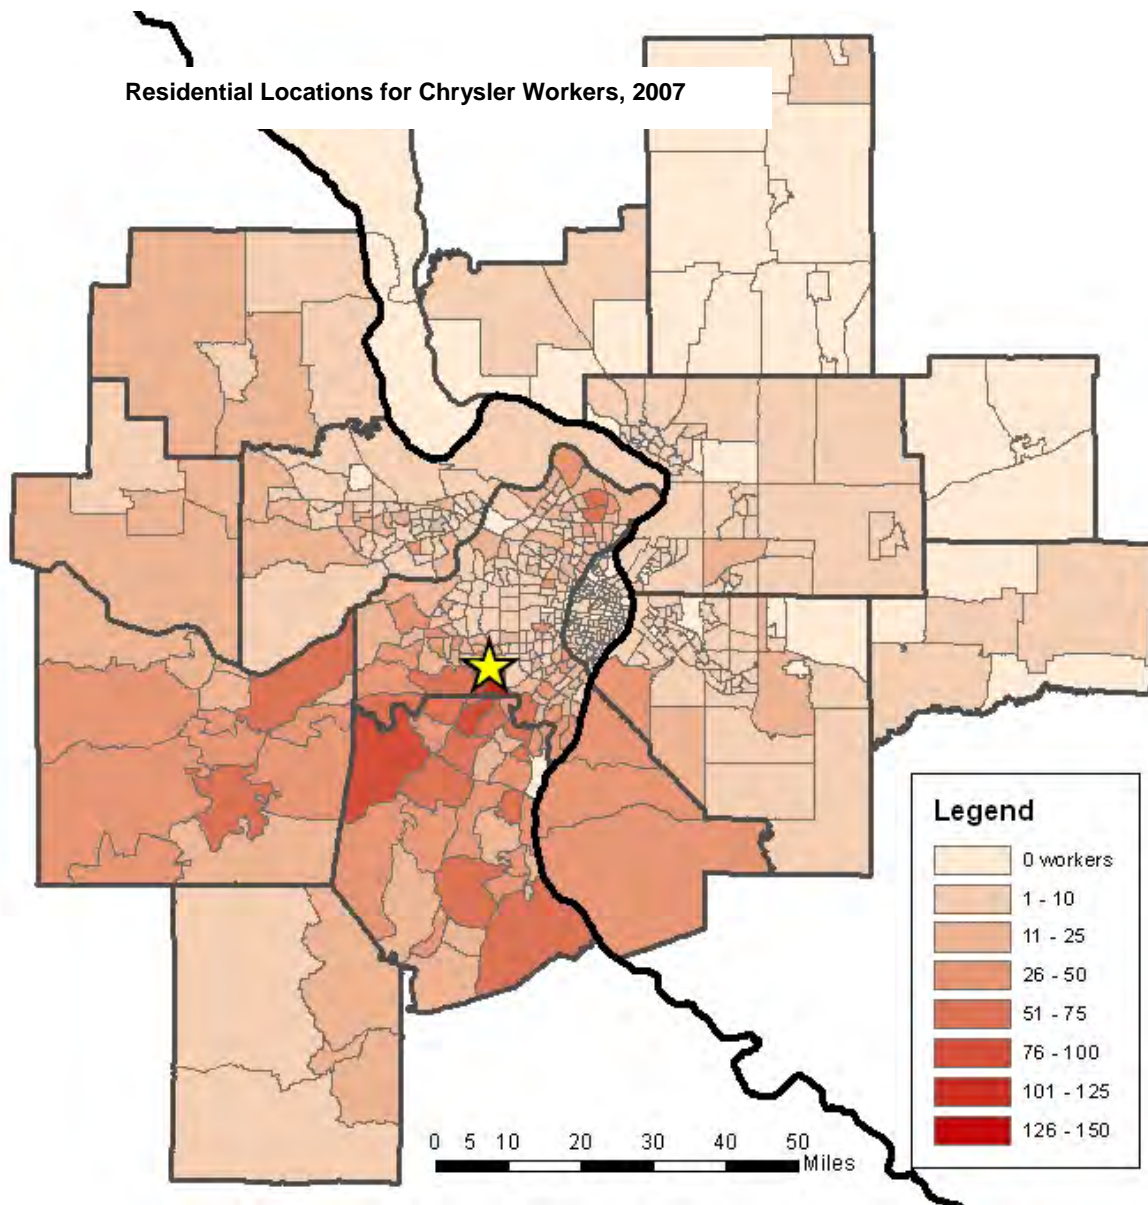 Residential Locations for Chrysler Workers, 2007
Legend
0 workers
1 - 10
11 - 25
26 - 50
51 - 75
76 - 100
101 - 125
126 - 150
0 5 10 20 30 40 50
Miles